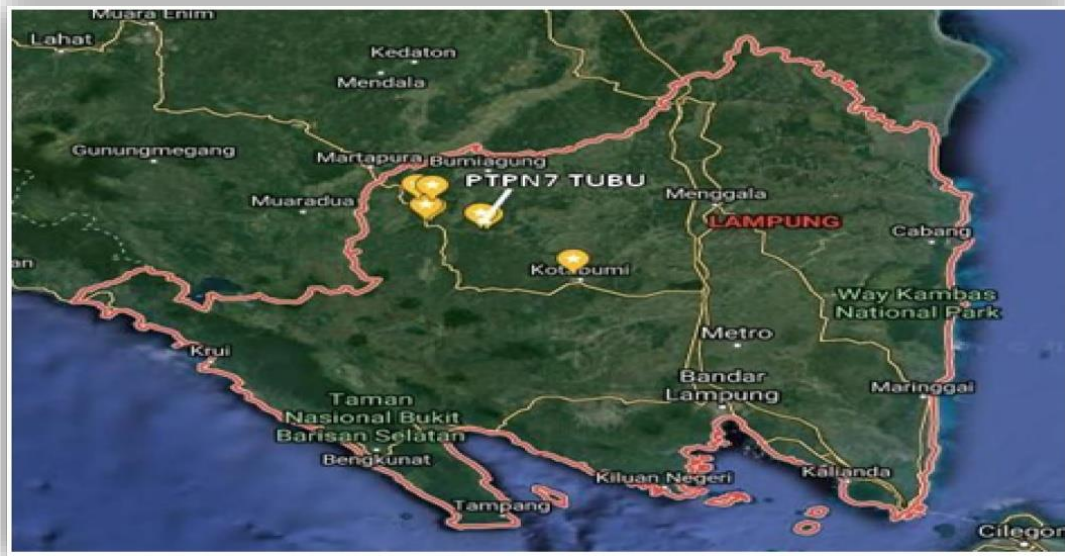 Muara Enim
Lahat
Kedaton
Mendala
Gunungmegang
Martapura
Bumiagung
PTPN7 TUBU
Muaradua
Menggala
LAMPUNG
Cabang
an
Kotabumi
Way Kambas
National Park
Metro
Krui
Bandar
Lampung
Maringgai
Taman
Nasional Bukit
Barisan Selatan
Bengkunat
Kiluan Negeri
Kalianda
Tampang
Cilegon